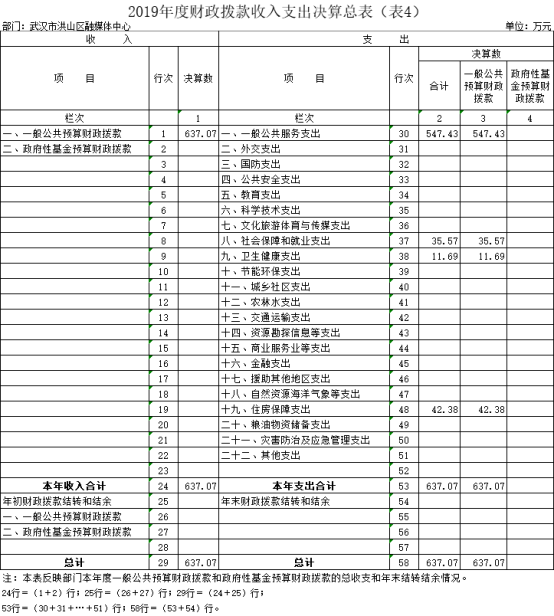 2019年度财政拨款收入支出决算总表（表4）
部门：武汉市洪山区融媒体中心 单位：万元
收 入 支 出
项 目 行次 决算数 项 目 行次 决算数
合计 一般公共预算财政拨款 政府性基金预算财政拨款
栏次 1 栏次 2 3 4
一、一般公共预算财政拨款 1 637.07 一、一般公共服务支出 30 547.43 547.43
二、政府性基金预算财政拨款 2 二、外交支出 31
3 三、国防支出 32
4 四、公共安全支出 33
5 五、教育支出 34
6 六、科学技术支出 35
7 七、文化旅游体育与传媒支出 36
8 八、社会保障和就业支出 37 35.57 35.57
9 九、卫生健康支出 38 11.69 11.69
10 十、节能环保支出 39
11 十一、城乡社区支出 40
12 十二、农林水支出 41
13 十三、交通运输支出 42
14 十四、资源勘探信息等支出 43
15 十五、商业服务业等支出 44
16 十六、金融支出 45
17 十七、援助其他地区支出 46
18 十八、自然资源海洋气象等支出 47
19 十九、住房保障支出 48 42.38 42.38
20 二十、粮油物资储备支出 49
21 二十一、灾害防治及应急管理支出 50
22 二十二、其他支出 51
23 52
本年收入合计 24 637.07 本年支出合计 53 637.07 637.07
年初财政拨款结转和结余 25 年末财政拨款结转和结余 54
一、一般公共预算财政拨款 26 55
二、政府性基金预算财政拨款 27 56
28 57
总计 29 637.07 总计 58 637.07 637.07
注：本表反映部门本年度一般公共预算财政拨款和政府性基金预算财政拨款的总收支和年末结转结余情况。
24行＝（1＋2）行；25行＝（26＋27）行；29行＝（24＋25）行；
53行＝（30＋31＋…＋51）行；58行＝（53＋54）行。